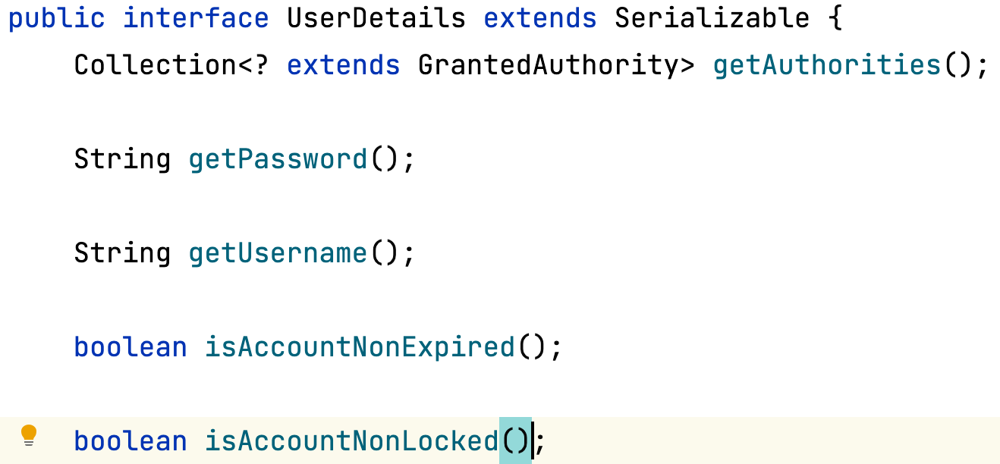 public interface UserDetails extends Serializable {
    Collection<? extends GrantedAuthority> getAuthorities();
    String getPassword();
    String getUsername();
    boolean isAccountNonExpired();
    boolean isAccountNonLocked();